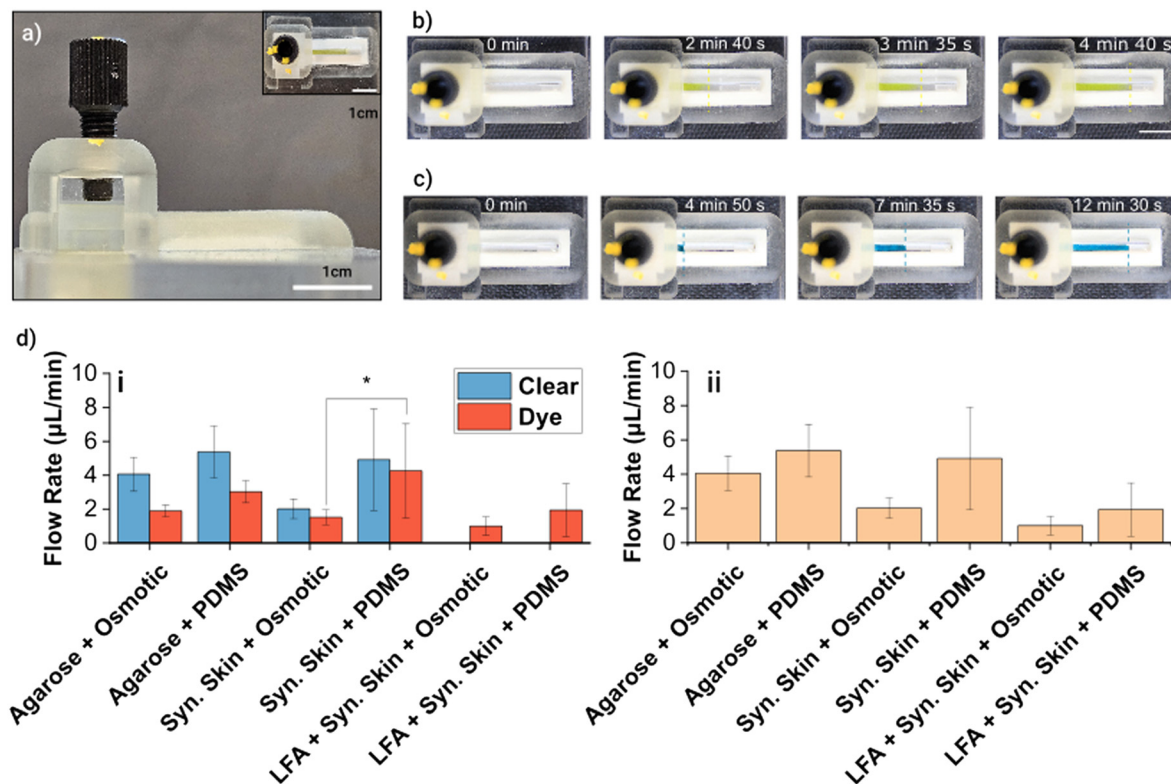 a)
1cm
1cm
b)
0 min
2 min 40 s
3 min 35 s
4 min 40 s
c)
0 min
4 min 50 s
7 min 35 s
12 min 30 s
d)
i
Flow Rate (µL/min)
10
8
6
4
2
0
*
Clear
Dye
Agarose + Osmotic
Agarose + PDMS
Syn. Skin + Osmotic
Syn. Skin + PDMS
LFA + Syn. Skin + Osmotic
LFA + Syn. Skin + PDMS
ii
Flow Rate (µL/min)
10
8
6
4
2
0
Agarose + Osmotic
Agarose + PDMS
Syn. Skin + Osmotic
Syn. Skin + PDMS
LFA + Syn. Skin + Osmotic
LFA + Syn. Skin + PDMS